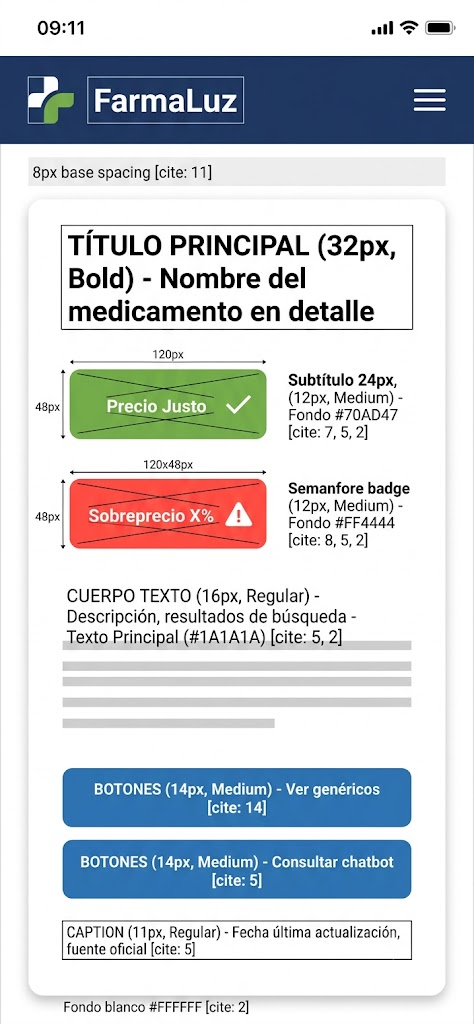 09:11
FarmaLuz
8px base spacing [cite: 11]
TÍTULO PRINCIPAL (32px,
Bold) - Nombre del
medicamento en detalle
120px
48px
Precio Justo
Subtítulo 24px,
(12px, Medium) -
Fondo #70AD47
[cite: 7, 5, 2]
120x48px
48px
Sobreprecio X%
Semanfore badge
(12px, Medium) -
Fondo #FF4444
[cite: 8, 5, 2]
CUERPO TEXTO (16px, Regular) -
Descripción, resultados de búsqueda -
Texto Principal (#1A1A1A) [cite: 5, 2]
BOTONES (14px, Medium) - Ver genéricos
[cite: 14]
BOTONES (14px, Medium) - Consultar chatbot
[cite: 5]
CAPTION (11px, Regular) - Fecha última actualización,
fuente oficial [cite: 5]
Fondo blanco #FFFFFF [cite: 2]